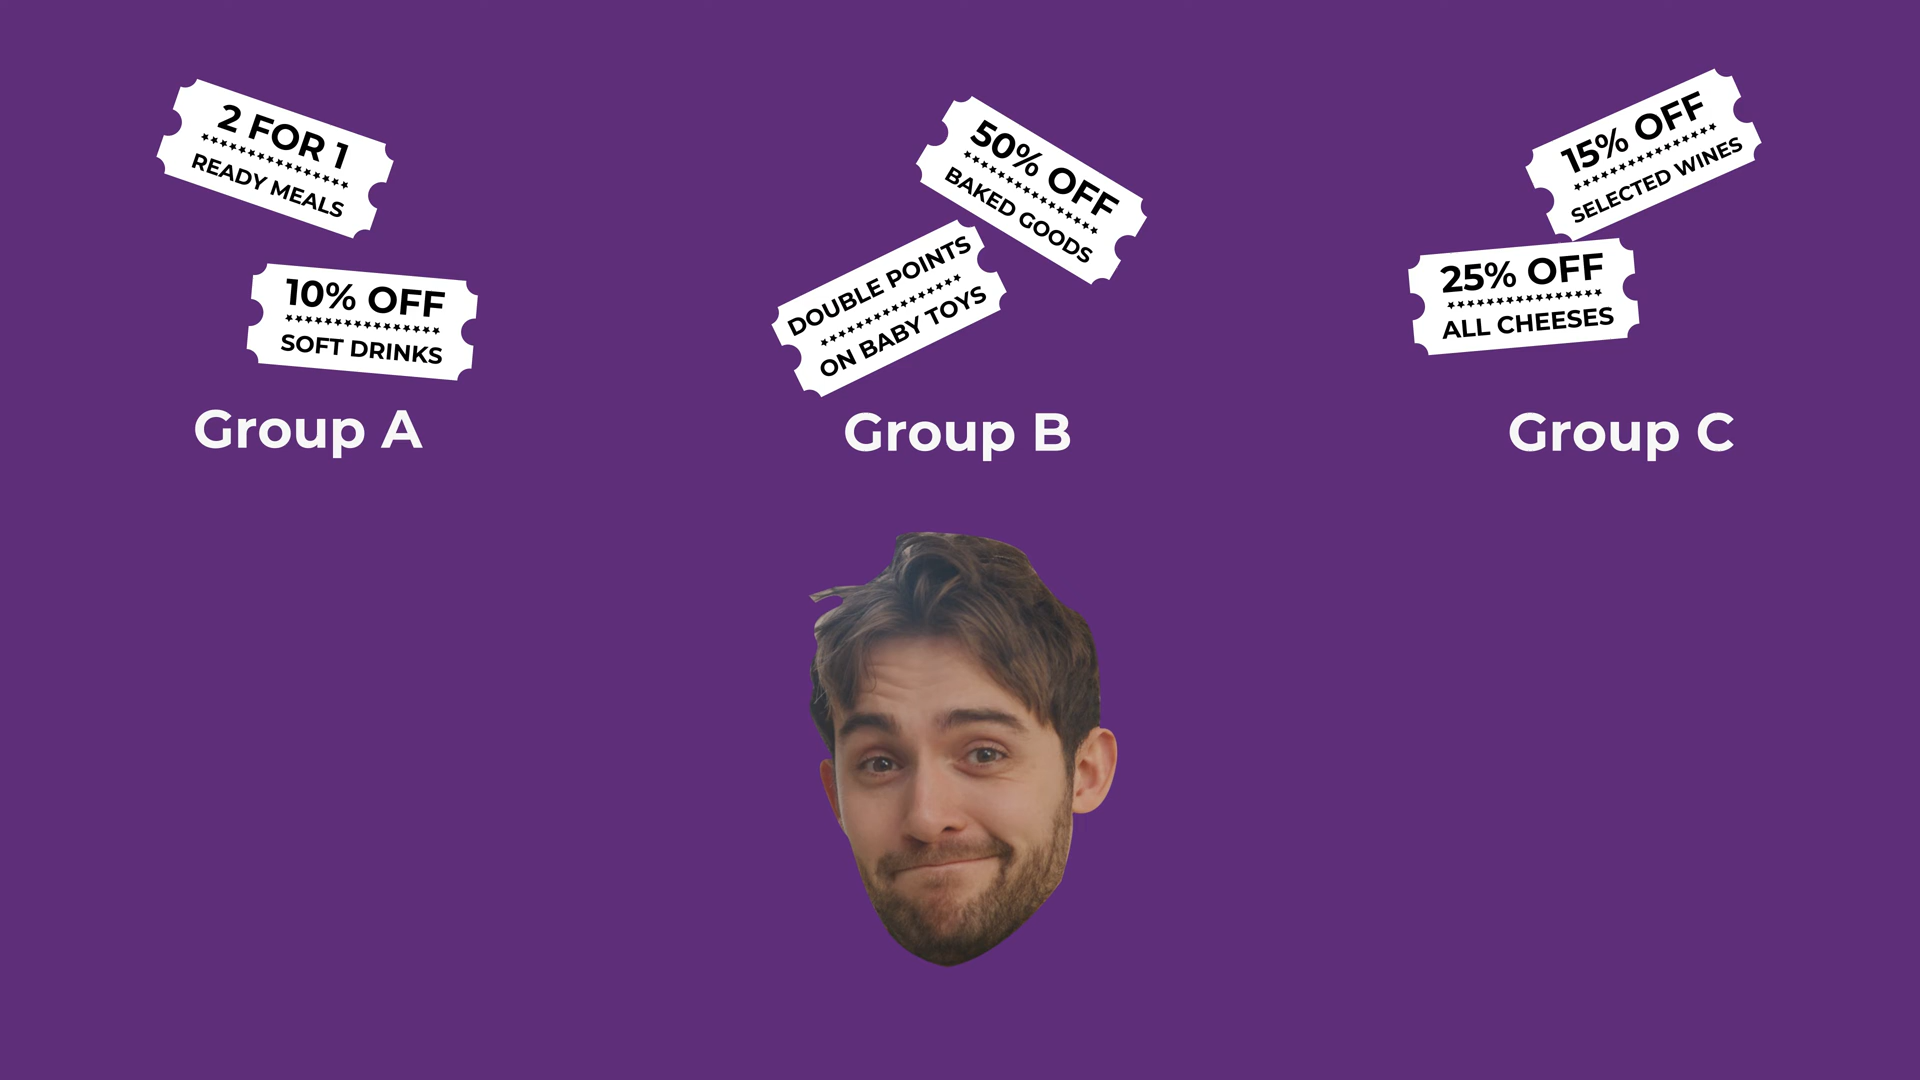 2 FOR 1
READY MEALS
10% OFF
SOFT DRINKS
Group A
50% OFF
BAKED GOODS
DOUBLE POINTS
ON BABY TOYS
Group B
15% OFF
SELECTED WINES
25% OFF
ALL CHEESES
Group C